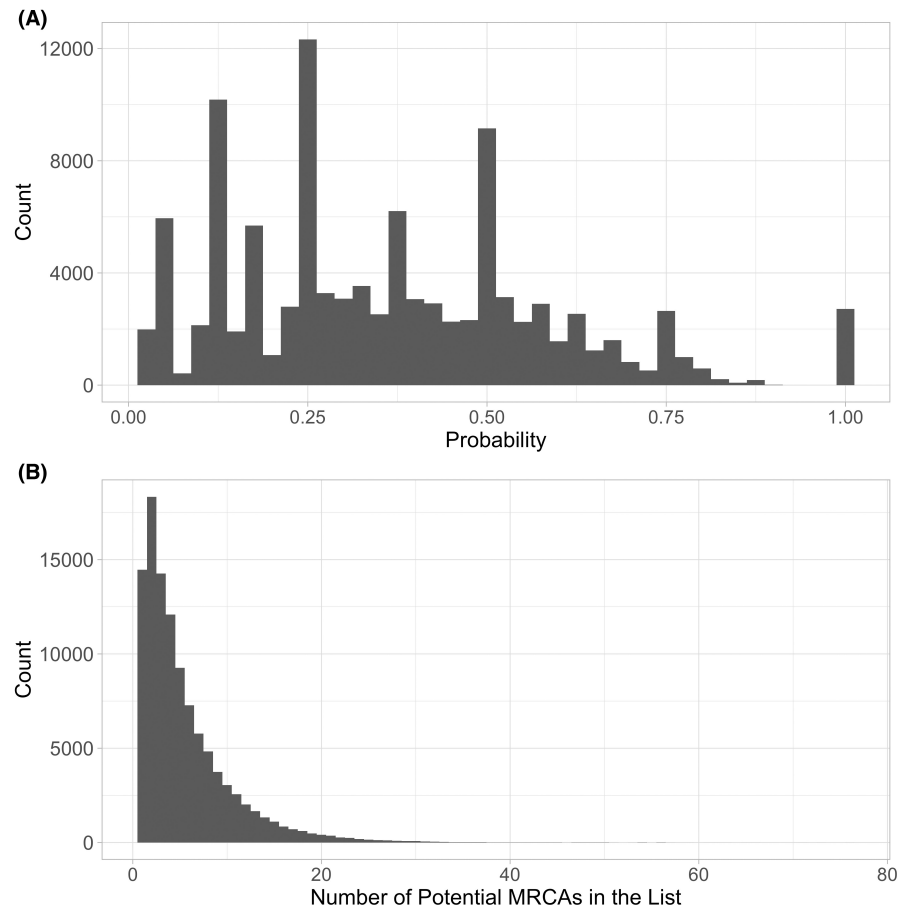 (A)
12000
8000
4000
0
Count
0.00 0.25 0.50 0.75 1.00
Probability
(B)
15000
10000
5000
0
Count
0 20 40 60 80
Number of Potential MRCAs in the List